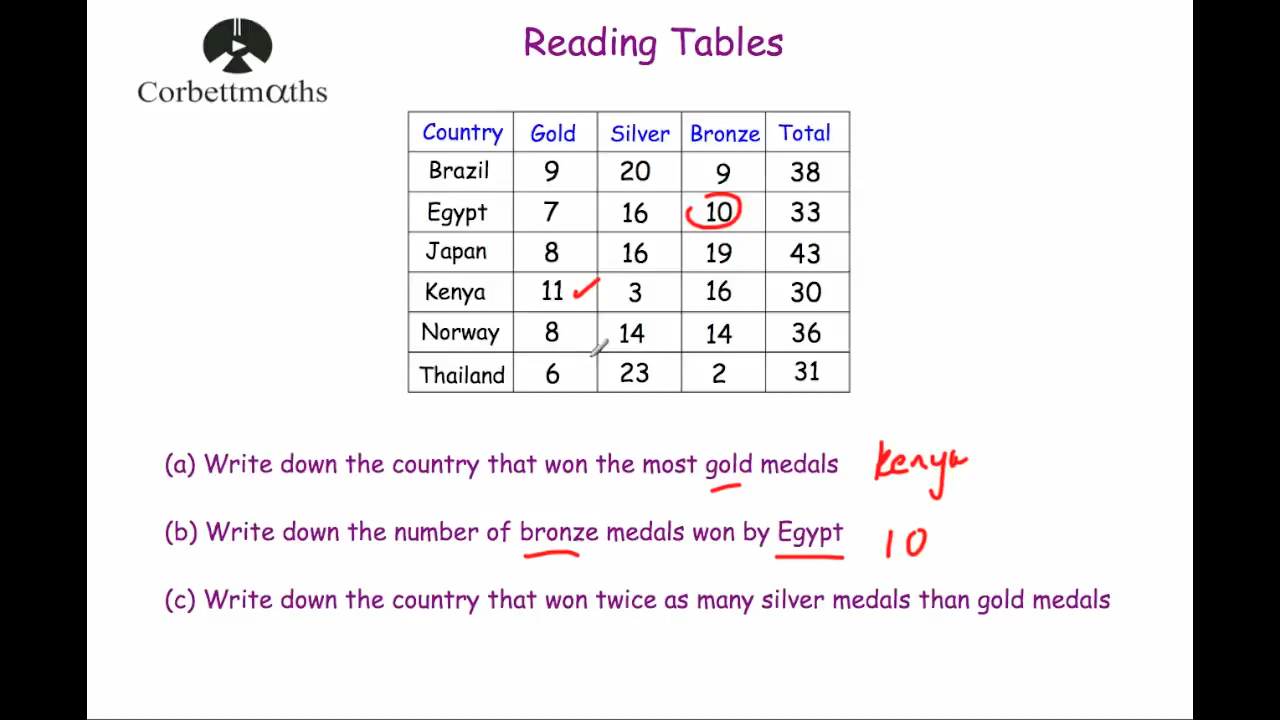 Reading Tables
Corbettmαths
Country Gold Silver Bronze Total
Brazil 9 20 9 38
Egypt 7 16 10 33
Japan 8 16 19 43
Kenya 11 3 16 30
Norway 8 14 14 36
Thailand 6 23 2 31
(a) Write down the country that won the most gold medals Kenya
(b) Write down the number of bronze medals won by Egypt 10
(c) Write down the country that won twice as many silver medals than gold medals